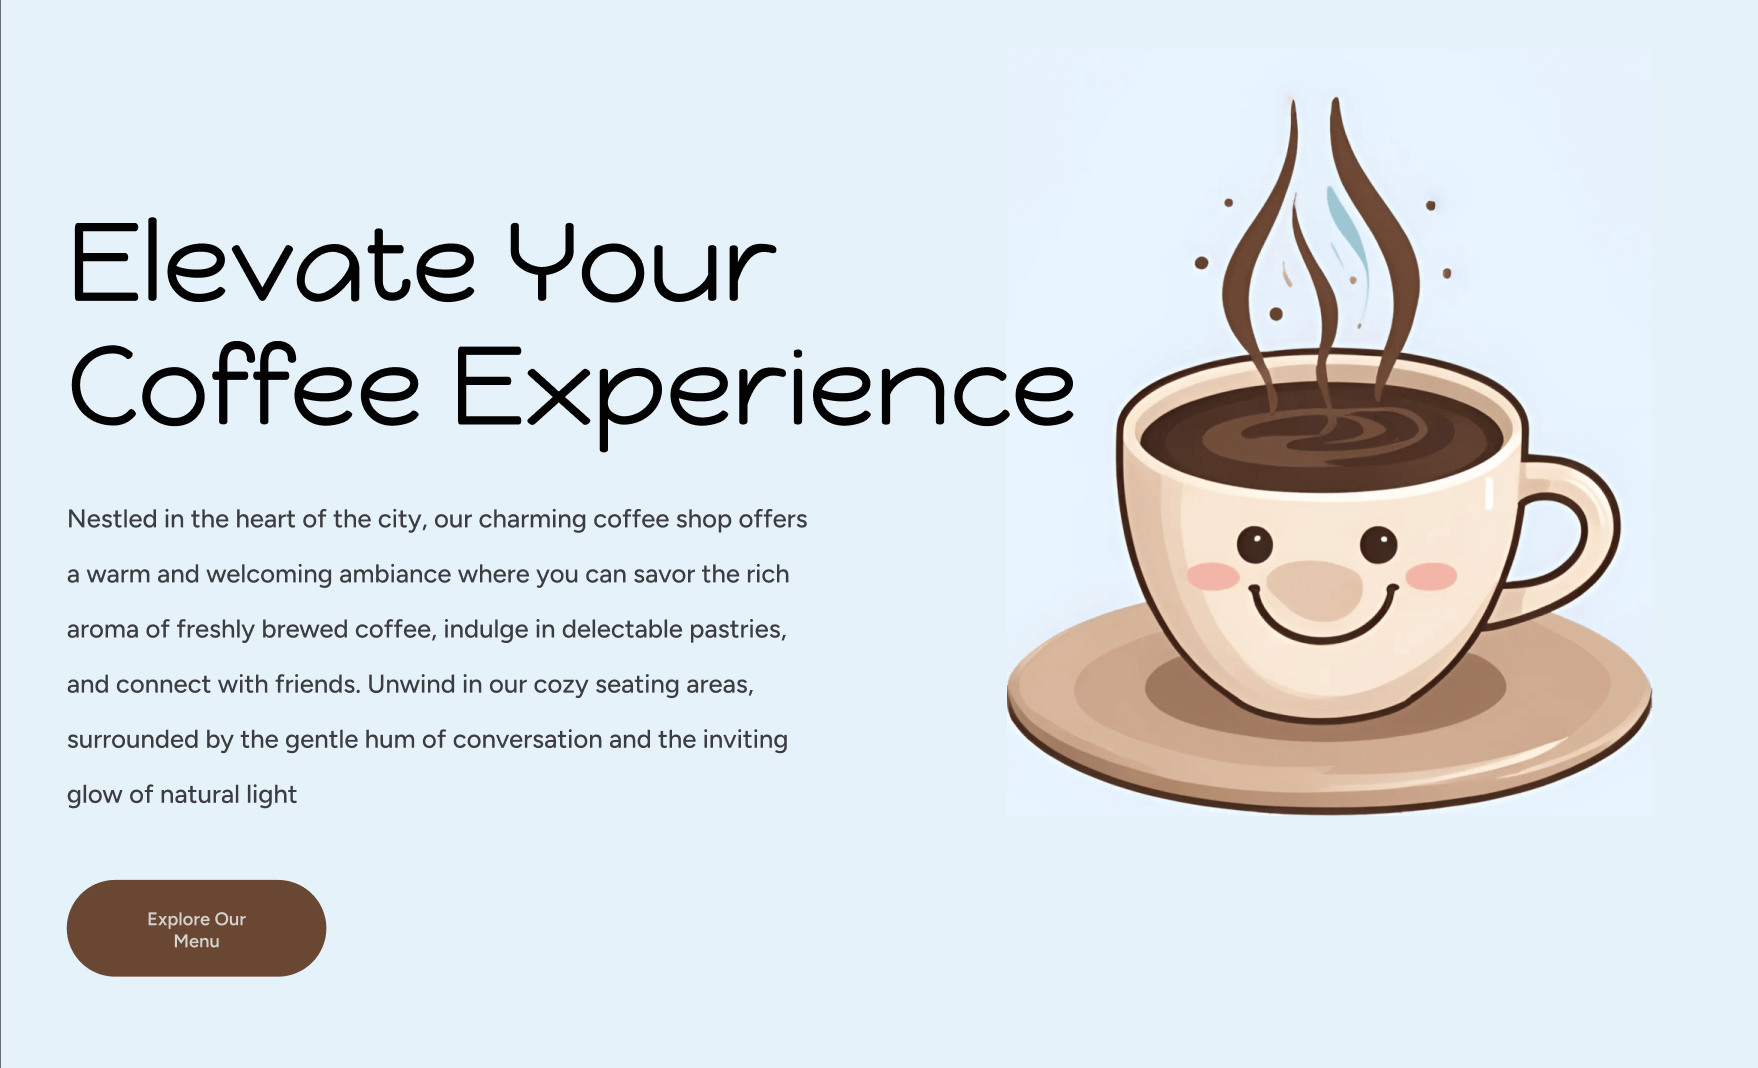 Elevate Your
Coffee Experience
Nestled in the heart of the city, our charming coffee shop offers
a warm and welcoming ambiance where you can savor the rich
aroma of freshly brewed coffee, indulge in delectable pastries,
and connect with friends. Unwind in our cozy seating areas,
surrounded by the gentle hum of conversation and the inviting
glow of natural light
Explore Our
Menu